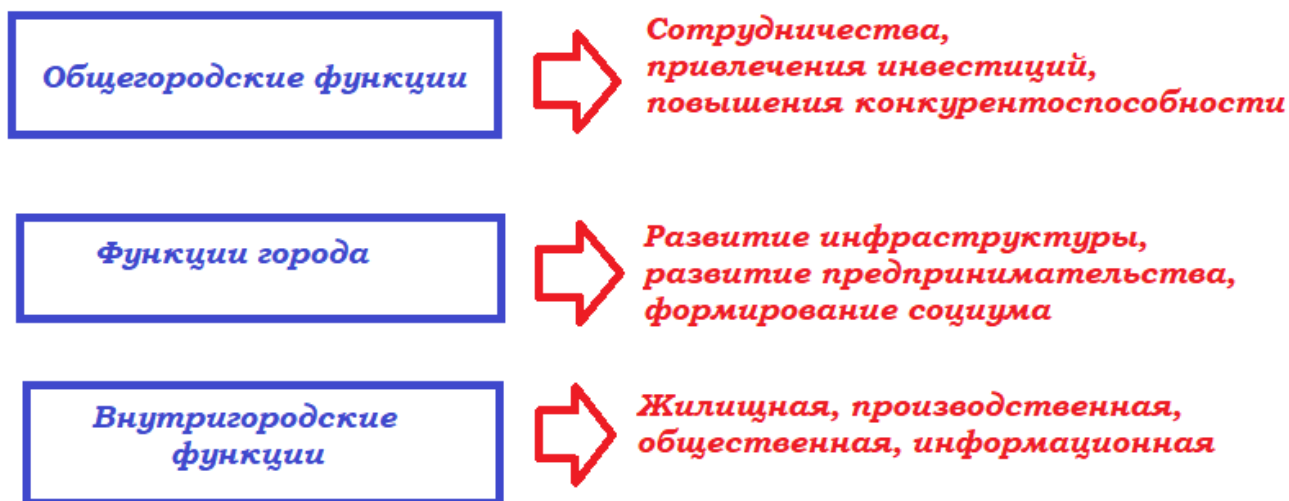 Общегородские функции
Сотрудничества,
привлечения инвестиций,
повышения конкурентоспособности
Функции города
Развитие инфраструктуры,
развитие предпринимательства,
формирование социума
Внутригородские
функции
Жилищная, производственная,
общественная, информационная